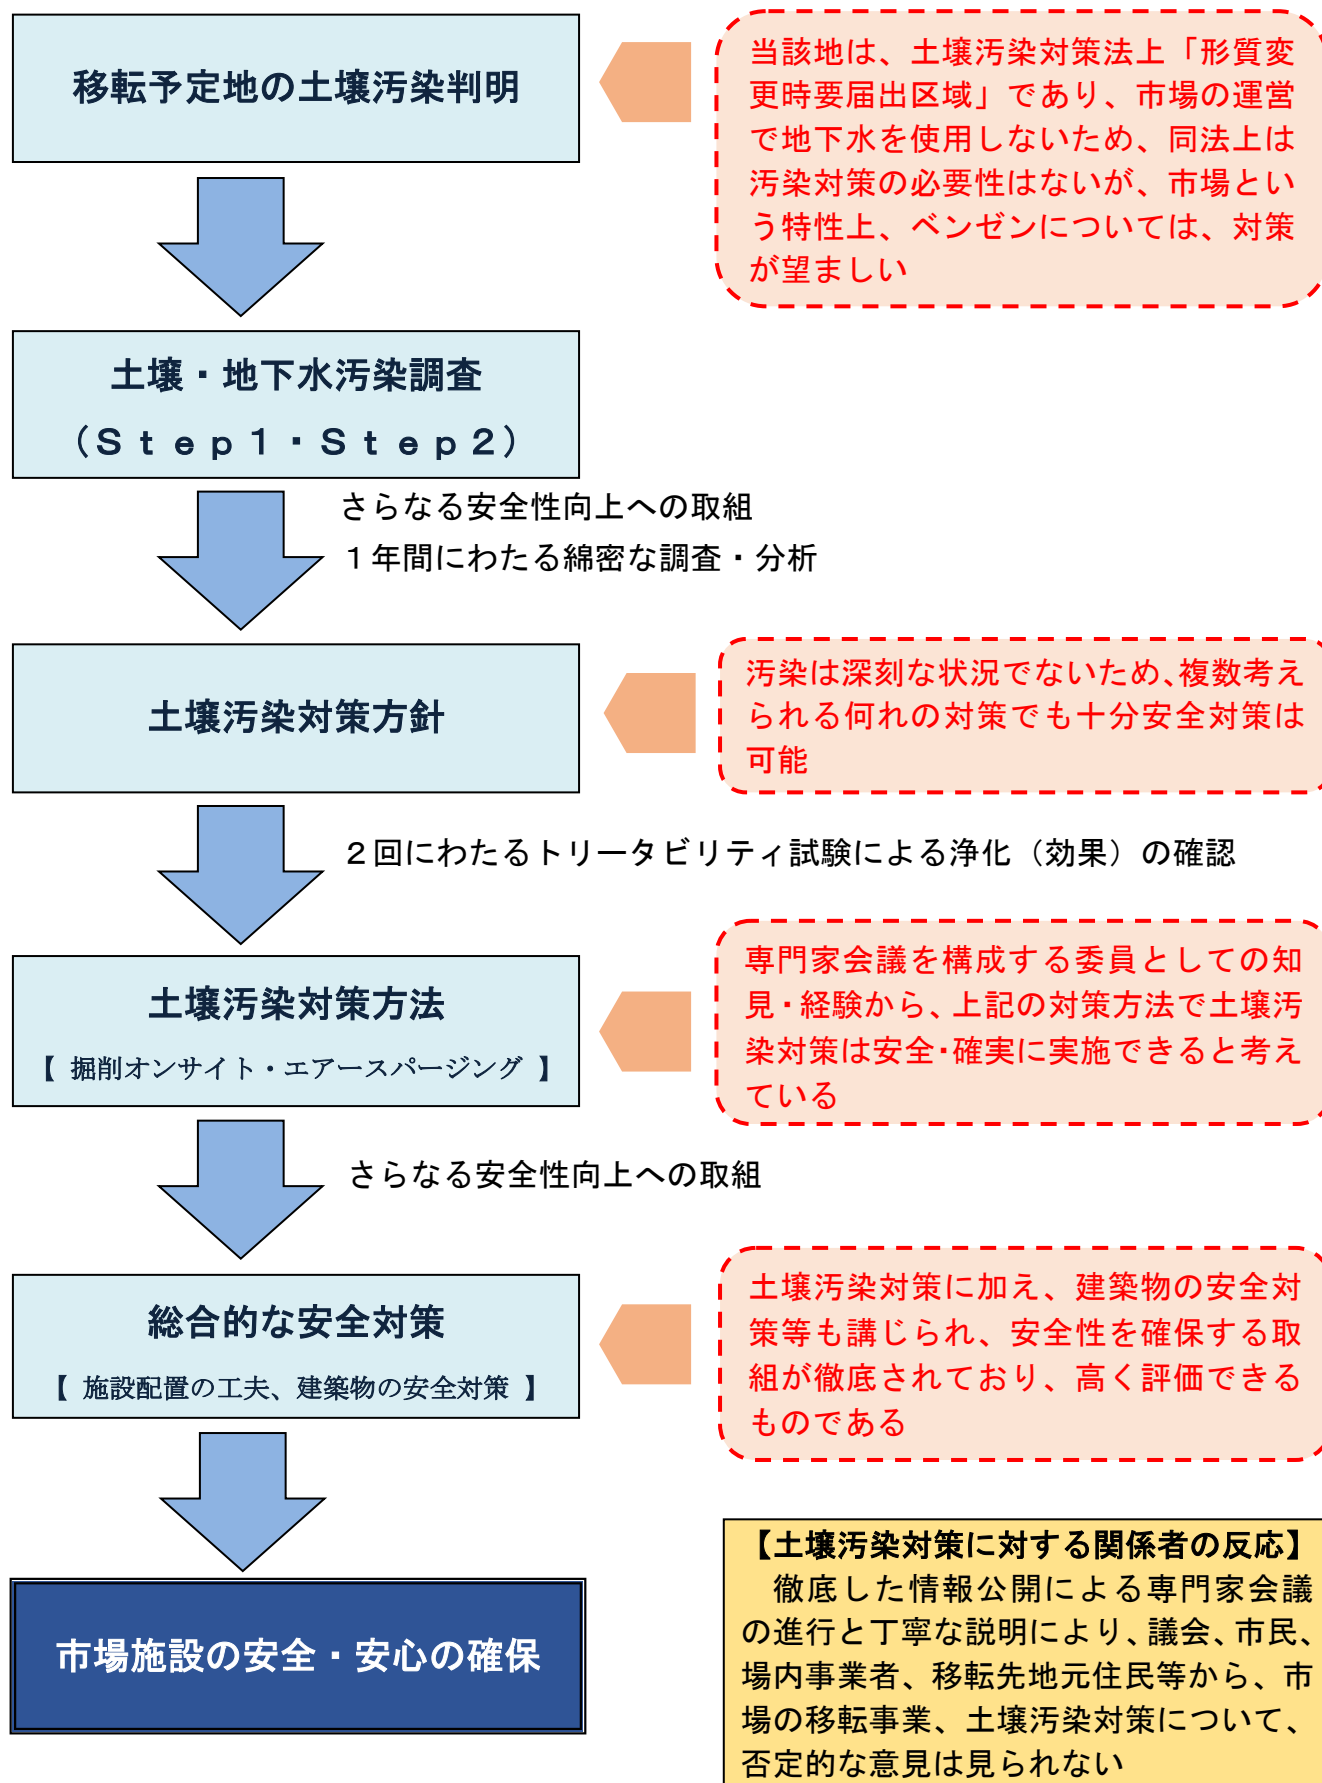 移転予定地の土壌汚染判明
当該地は、土壌汚染対策法上「形質変
更時要届出区域」であり、市場の運営
で地下水を使用しないため、同法上は
汚染対策の必要性はないが、市場とい
う特性上、ベンゼンについては、対策
が望ましい
土壌・地下水汚染調査
（Ｓｔｅｐ１・Ｓｔｅｐ２）
さらなる安全性向上への取組
１年間にわたる綿密な調査・分析
土壌汚染対策方針
汚染は深刻な状況でないため、複数考え
られる何れの対策でも十分安全対策は
可能
２回にわたるトリータビリティ試験による浄化（効果）の確認
土壌汚染対策方法
【 掘削オンサイト・エアースパージング 】
専門家会議を構成する委員としての知
見・経験から、上記の対策方法で土壌汚
染対策は安全・確実に実施できると考え
ている
さらなる安全性向上への取組
総合的な安全対策
【 施設配置の工夫、建築物の安全対策 】
土壌汚染対策に加え、建築物の安全対
策等も講じられ、安全性を確保する取
組が徹底されており、高く評価できる
ものである
市場施設の安全・安心の確保
【土壌汚染対策に対する関係者の反応】
徹底した情報公開による専門家会議
の進行と丁寧な説明により、議会、市民、
場内事業者、移転先地元住民等から、市
場の移転事業、土壌汚染対策について、
否定的な意見は見られない